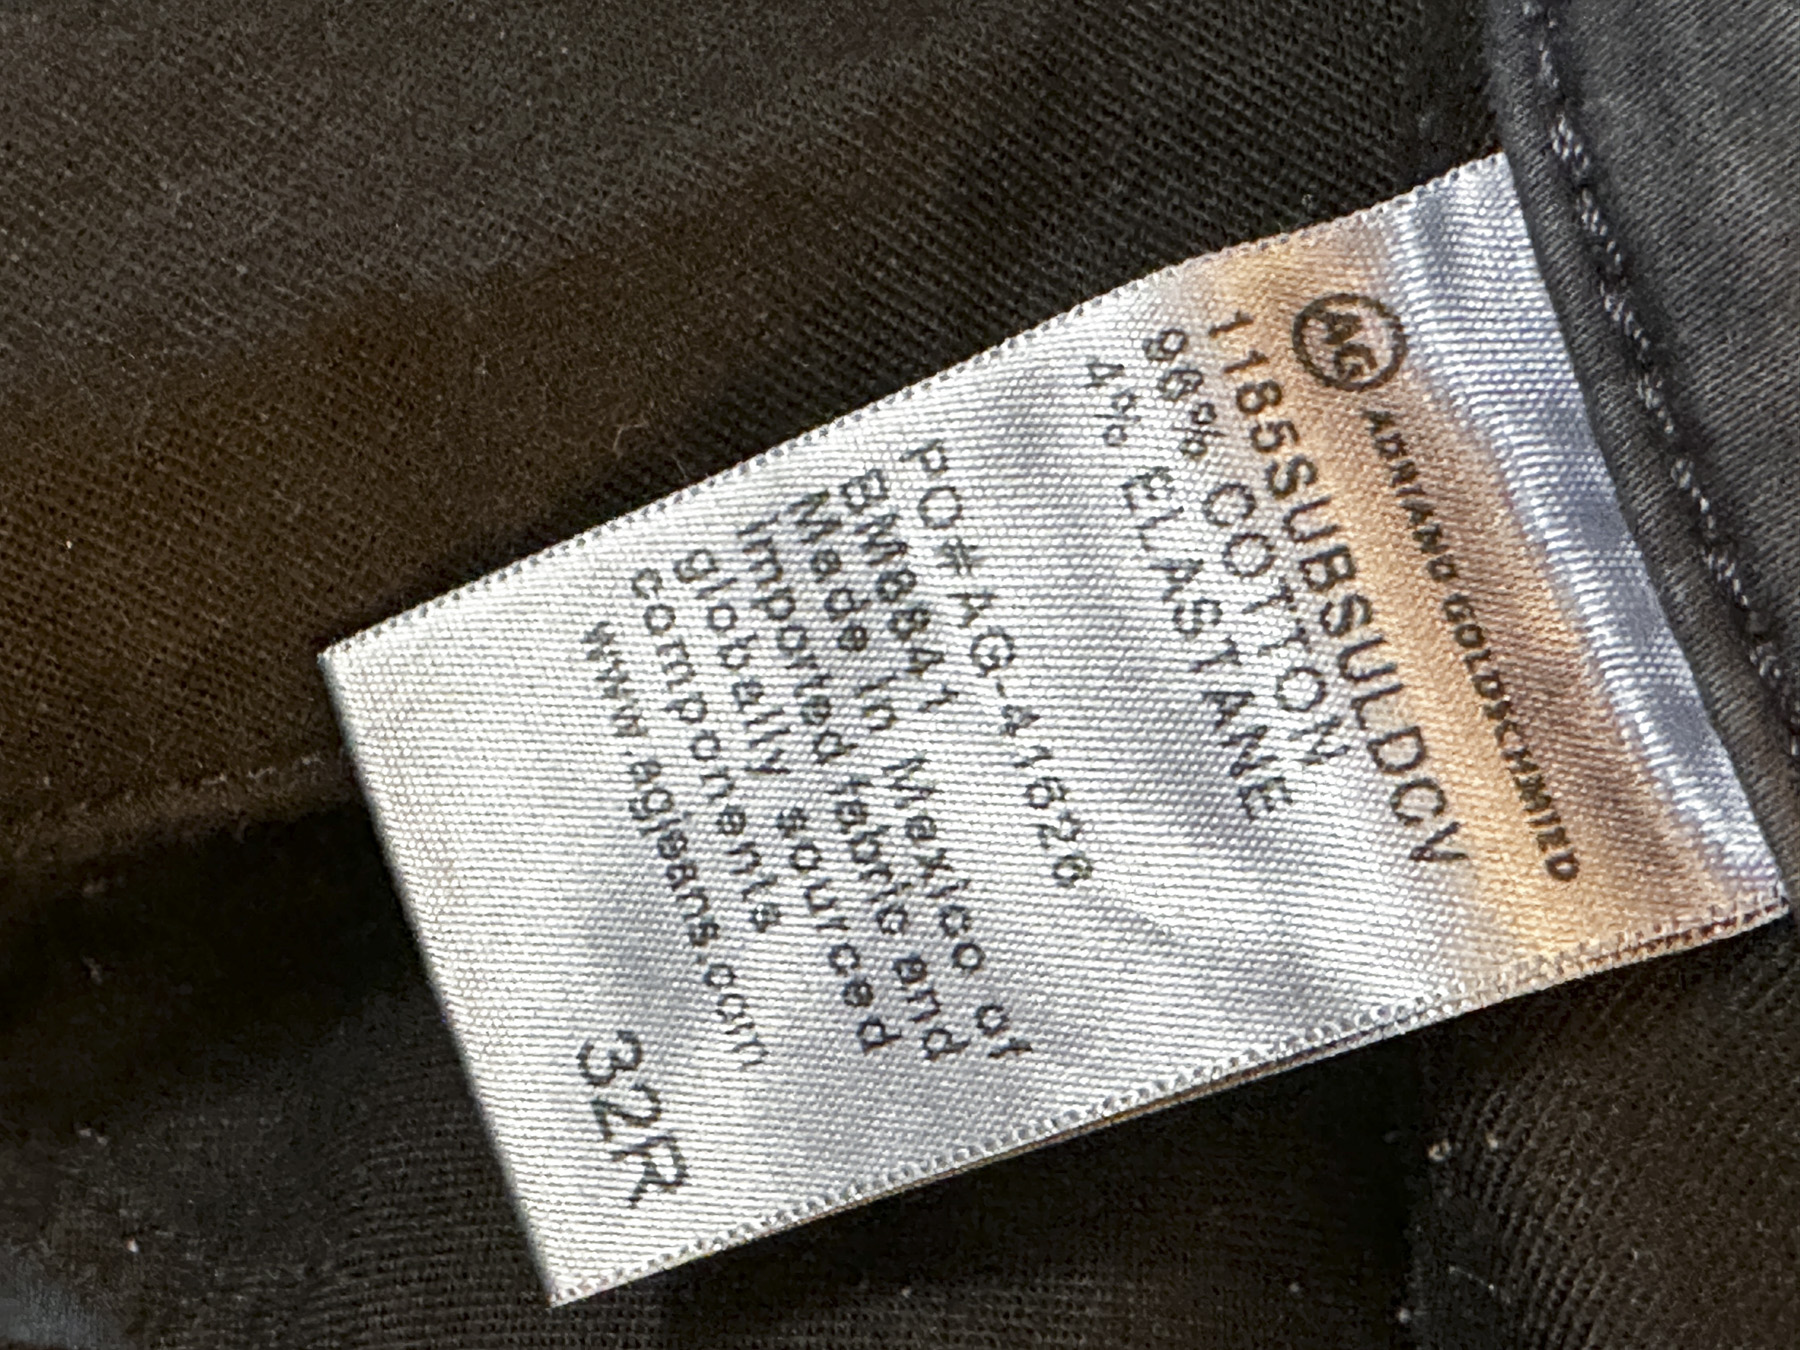 AG ADRIANO GOLDSCHMIED
1185SUBSULDCV
96% COTTON
4% ELASTANE
PO#AG-41626
BM8841
Made in Mexico of
imported fabric and
globally sourced
components
www.agjeans.com
32R